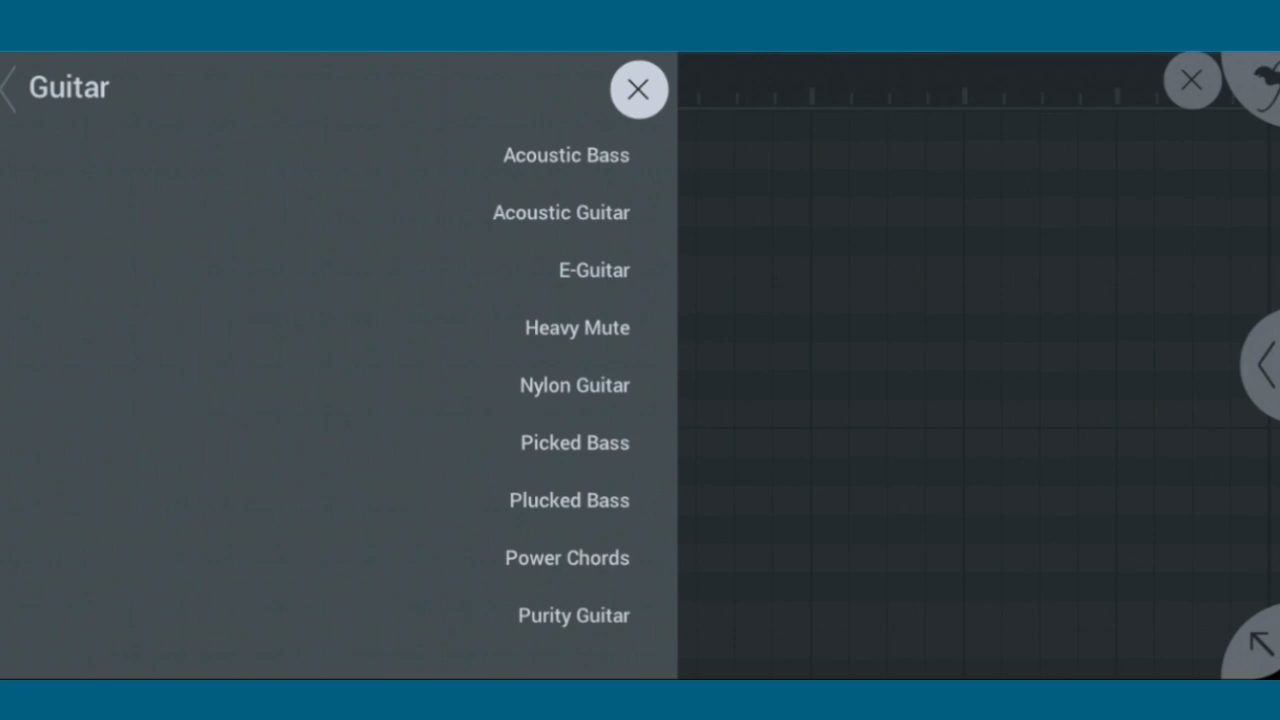 Guitar
Acoustic Bass
Acoustic Guitar
E-Guitar
Heavy Mute
Nylon Guitar
Picked Bass
Plucked Bass
Power Chords
Purity Guitar